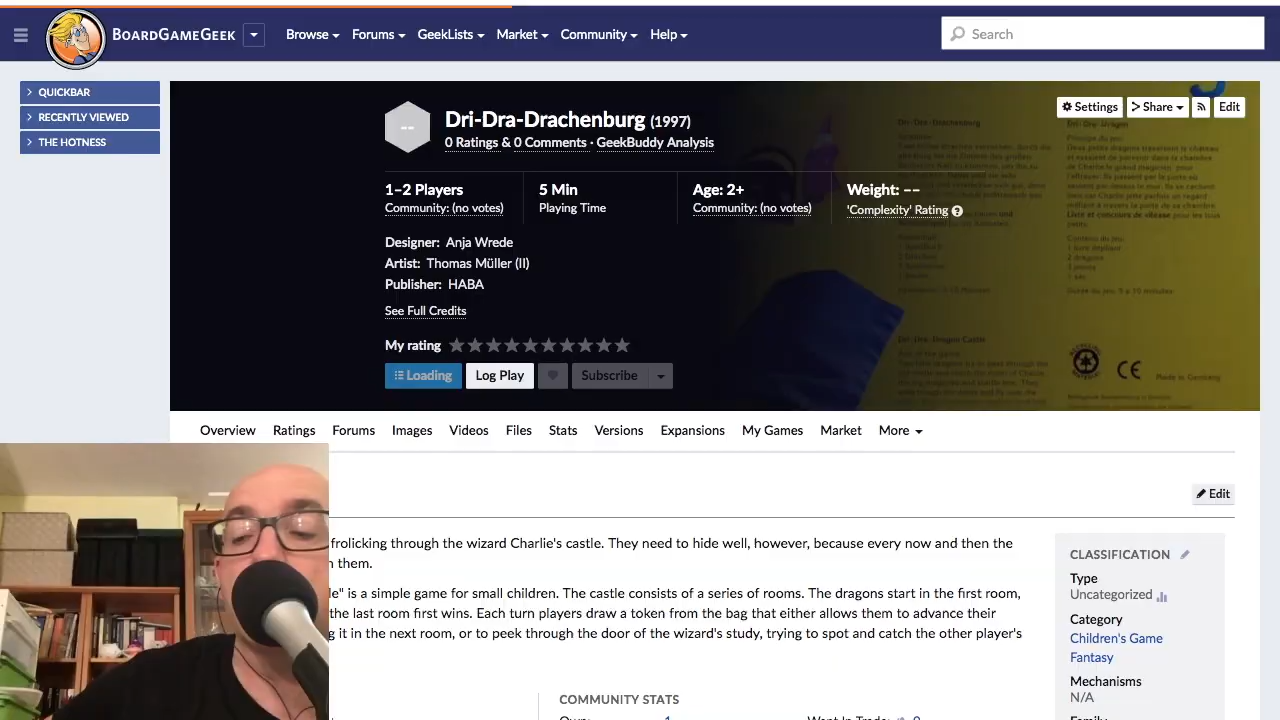 BOARDGAMEGEEK
Browse
Forums
GeekLists
Market
Community
Help
Search
QUICKBAR
RECENTLY VIEWED
THE HOTNESS
Settings
Share
Edit
--
Dri-Dra-Drachenburg (1997)
0 Ratings & 0 Comments · GeekBuddy Analysis
1–2 Players
Community: (no votes)
5 Min
Playing Time
Age: 2+
Community: (no votes)
Weight: --
'Complexity' Rating
Designer: Anja Wrede
Artist: Thomas Müller (II)
Publisher: HABA
See Full Credits
My rating
Loading
Log Play
Subscribe
Dri-Dra-Drachenburg
CE
Made in Germany
Overview
Ratings
Forums
Images
Videos
Files
Stats
Versions
Expansions
My Games
Market
More
Edit
frolicking through the wizard Charlie's castle. They need to hide well, however, because every now and then the
them.
is a simple game for small children. The castle consists of a series of rooms. The dragons start in the first room,
the last room first wins. Each turn players draw a token from the bag that either allows them to advance their
it in the next room, or to peek through the door of the wizard's study, trying to spot and catch the other player's
CLASSIFICATION
Type
Uncategorized
Category
Children's Game
Fantasy
Mechanisms
N/A
COMMUNITY STATS